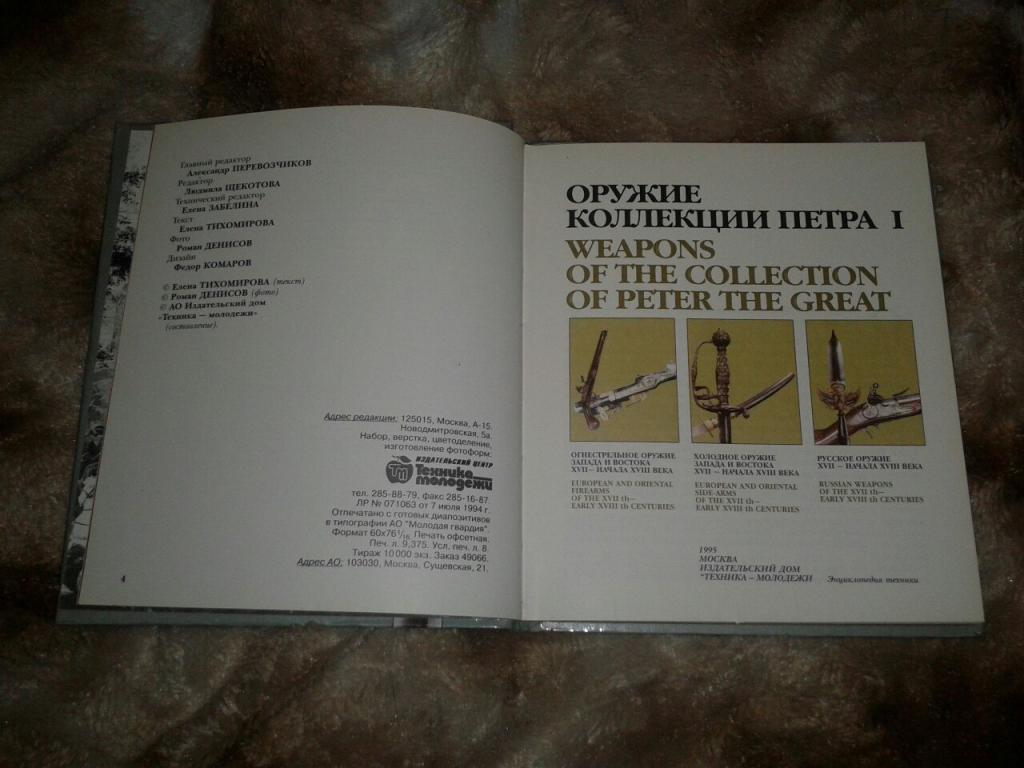 Главный редактор
Александр ПЕРЕВОЗЧИКОВ
Редактор
Людмила ЩЕКОТОВА
Технический редактор
Елена ЗАБЕЛИНА
Текст
Елена ТИХОМИРОВА
Фото
Роман ДЕНИСОВ
Дизайн
Федор КОМАРОВ
© Елена ТИХОМИРОВА (текст)
© Роман ДЕНИСОВ (фото)
© АО Издательский дом
«Техника — молодежи»
(составление).
Адрес редакции: 125015, Москва, А-15,
Новодмитровская, 5а.
Набор, верстка, цветоделение,
изготовление фотоформ:
ИЗДАТЕЛЬСКИЙ ЦЕНТР
ТМ Техника
молодежи
тел. 285-88-79, факс 285-16-87.
ЛР № 071063 от 7 июля 1994 г.
Отпечатано с готовых диапозитивов
в типографии АО "Молодая гвардия".
Формат 60х76 1/16. Печать офсетная.
Печ. л. 9,375. Усл. печ. л. 8.
Тираж 10 000 экз. Заказ 49066.
Адрес АО: 103030, Москва, Сущевская, 21.
4
ОРУЖИЕ
КОЛЛЕКЦИИ ПЕТРА I
WEAPONS
OF THE COLLECTION
OF PETER THE GREAT
ОГНЕСТРЕЛЬНОЕ ОРУЖИЕ
ЗАПАДА И ВОСТОКА
XVII – НАЧАЛА XVIII ВЕКА
EUROPEAN AND ORIENTAL
FIREARMS
OF THE XVII th–
EARLY XVIII th CENTURIES
ХОЛОДНОЕ ОРУЖИЕ
ЗАПАДА И ВОСТОКА
XVII – НАЧАЛА XVIII ВЕКА
EUROPEAN AND ORIENTAL
SIDE-ARMS
OF THE XVII th–
EARLY XVIII th CENTURIES
РУССКОЕ ОРУЖИЕ
XVII – НАЧАЛА XVIII ВЕКА
RUSSIAN WEAPONS
OF THE XVII th–
EARLY XVIII th CENTURIES
1995
МОСКВА
ИЗДАТЕЛЬСКИЙ ДОМ
"ТЕХНИКА – МОЛОДЕЖИ
Энциклопедия техники